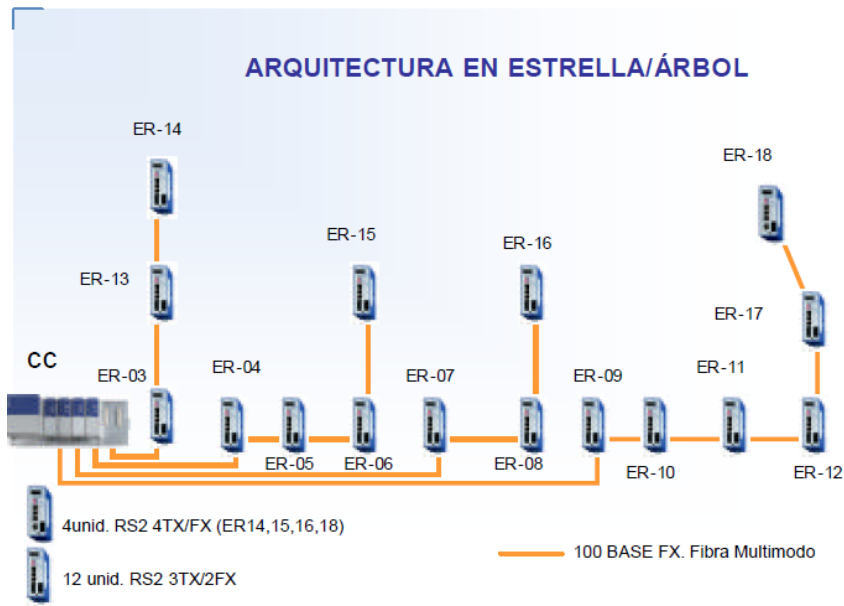 ARQUITECTURA EN ESTRELLA/ÁRBOL
ER-14
ER-18
ER-15
ER-16
ER-13
ER-17
CC
ER-03
ER-04
ER-07
ER-09
ER-11
ER-05
ER-06
ER-08
ER-10
ER-12
4unid. RS2 4TX/FX (ER14,15,16,18)
100 BASE FX. Fibra Multimodo
12 unid. RS2 3TX/2FX